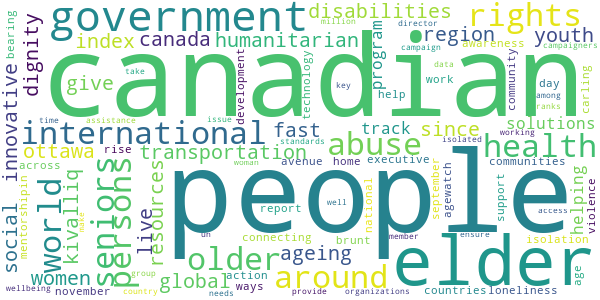 government
disabilities
rights
million
director
bearing
dignity
index
canada
humanitarian
program
region
youth
campaign
awareness
campaigners
take
give
development
technology
help
work
data
key
community
day
among
ranks
carling
canadian
innovative
time
assistance
issue
standards
working
international
fast
track
since
solutions
ottawa
rise
transportation
avenue
home
abuse
executive
woman
isolated
health
communities
across
mentorshipin
social
world
kivalliq
seniors
persons
live
resources
people
report
brunt
well
national
september
agewatch
elder
support
access
isolation
helping
violence
women
make
older
ageing
un
connecting
member
ensure
age
global
action
around
wellbeing
november
group
country
needs
ways
provide
organizations
countries
loneliness